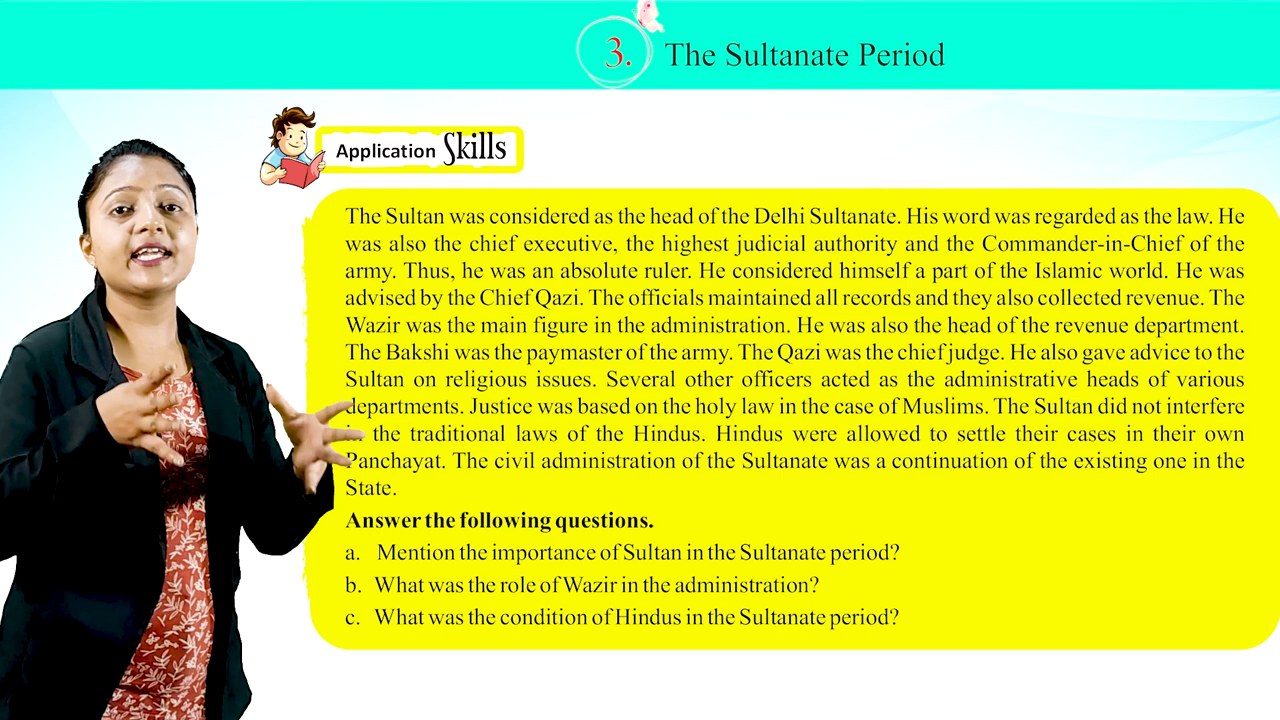 3. The Sultanate Period
Application Skills
The Sultan was considered as the head of the Delhi Sultanate. His word was regarded as the law. He
was also the chief executive, the highest judicial authority and the Commander-in-Chief of the
army. Thus, he was an absolute ruler. He considered himself a part of the Islamic world. He was
advised by the Chief Qazi. The officials maintained all records and they also collected revenue. The
Wazir was the main figure in the administration. He was also the head of the revenue department.
The Bakshi was the paymaster of the army. The Qazi was the chief judge. He also gave advice to the
Sultan on religious issues. Several other officers acted as the administrative heads of various
departments. Justice was based on the holy law in the case of Muslims. The Sultan did not interfere
in the traditional laws of the Hindus. Hindus were allowed to settle their cases in their own
Panchayat. The civil administration of the Sultanate was a continuation of the existing one in the
State.
Answer the following questions.
a. Mention the importance of Sultan in the Sultanate period?
b. What was the role of Wazir in the administration?
c. What was the condition of Hindus in the Sultanate period?